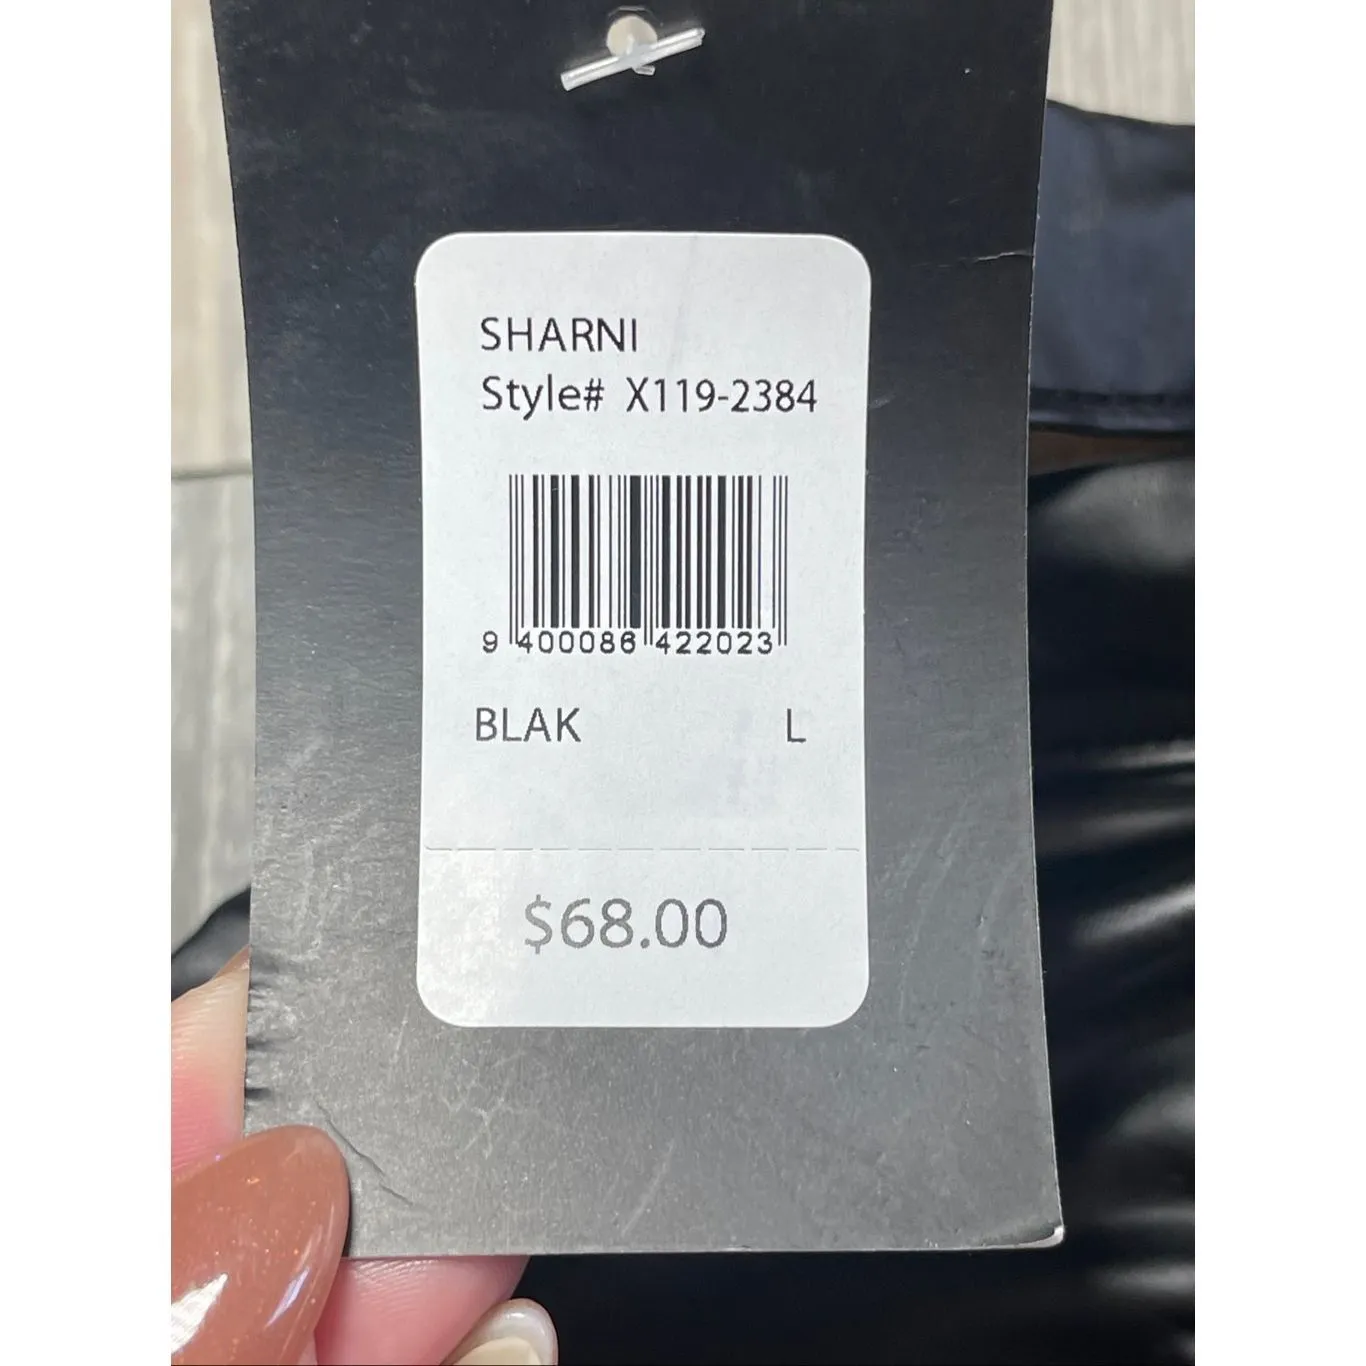 SHARNI
Style# X119-2384
9 400086 422023
BLAK L
$68.00